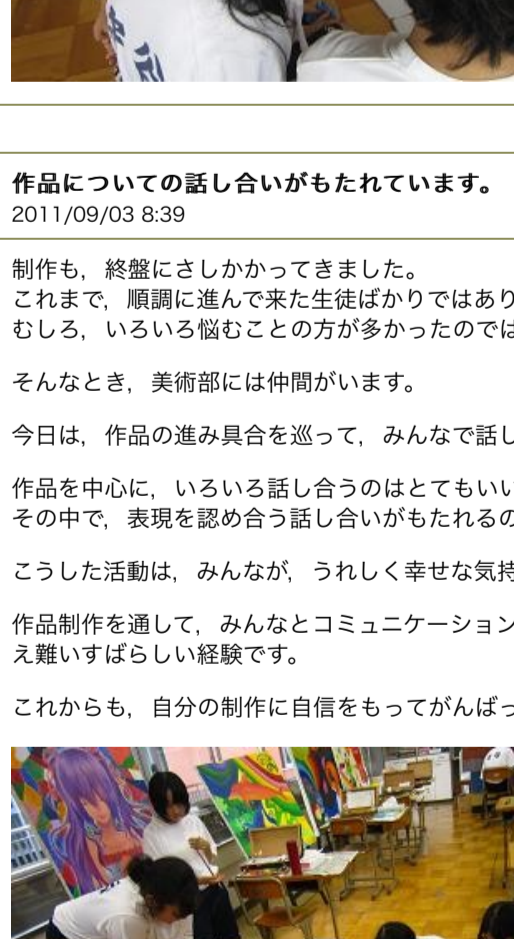 作品についての話し合いがもたれています。
2011/09/03 8:39
制作も，終盤にさしかかってきました。
これまで，順調に進んで来た生徒ばかりではあり
むしろ，いろいろ悩むことの方が多かったのでは
そんなとき，美術部には仲間がいます。
今日は，作品の進み具合を巡って，みんなで話し
作品を中心に，いろいろ話し合うのはとてもいい
その中で，表現を認め合う話し合いがもたれるの
こうした活動は，みんなが，うれしく幸せな気持
作品制作を通して，みんなとコミュニケーション
え難いすばらしい経験です。
これからも，自分の制作に自信をもってがんばっ